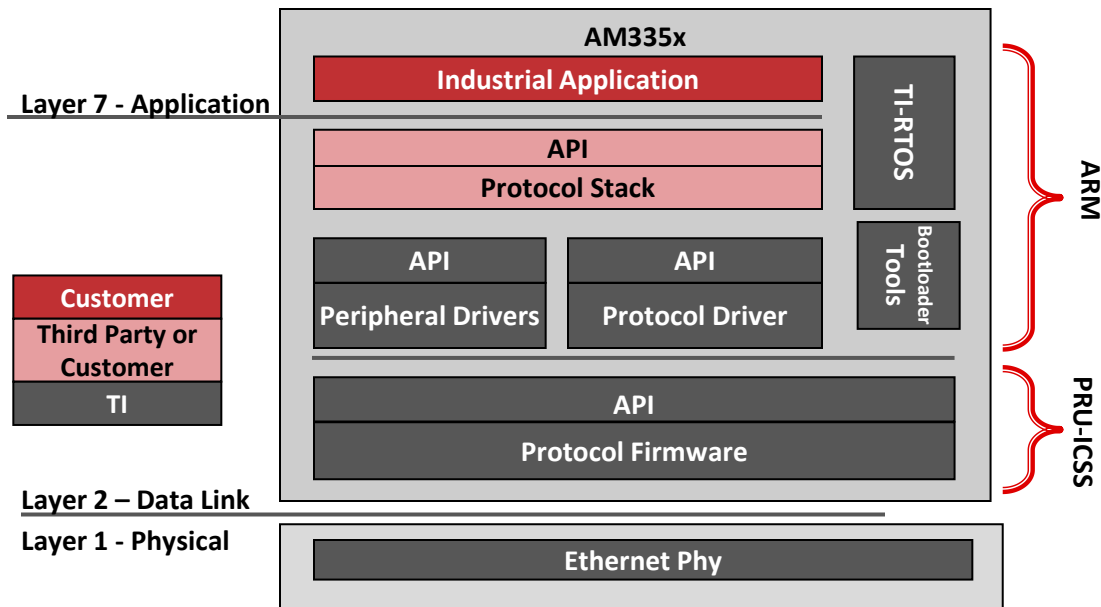 AM335x
Industrial Application
Layer 7 - Application
API
Protocol Stack
TI-RTOS
ARM
API
Peripheral Drivers
API
Protocol Driver
Bootloader
Tools
Customer
Third Party or
Customer
TI
API
Protocol Firmware
PRU-ICSS
Layer 2 – Data Link
Layer 1 - Physical
Ethernet Phy